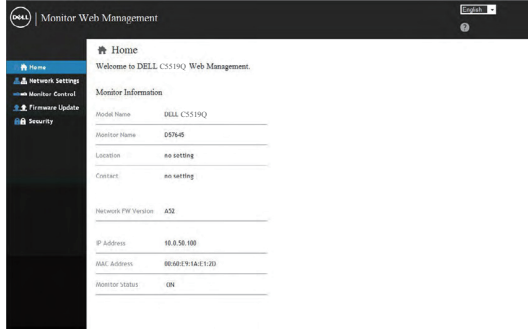 DELL Monitor Web Management
English
?
Home
Network Settings
Monitor Control
Firmware Update
Security
Home
Welcome to DELL C5519Q Web Management.
Monitor Information
Model Name DELL C5519Q
Monitor Name D57645
Location no setting
Contact no setting
Network FW Version A52
IP Address 10.0.50.100
MAC Address 00:60:E9:1A:E1:2D
Monitor Status ON